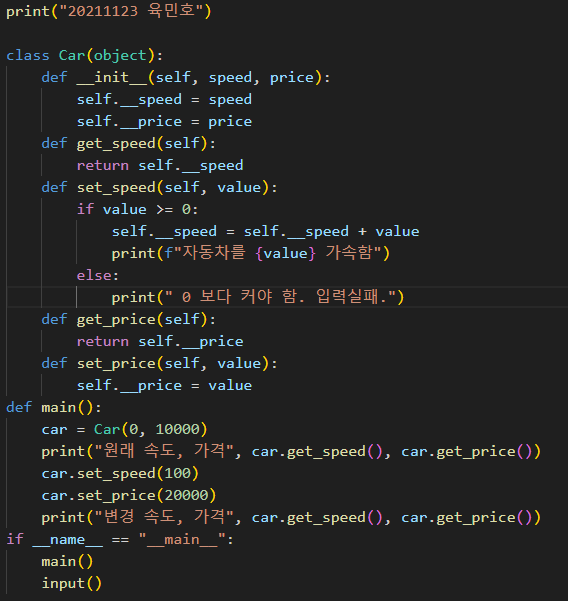 print("20211123 육민호")
class Car(object):
    def __init__(self, speed, price):
        self.__speed = speed
        self.__price = price
    def get_speed(self):
        return self.__speed
    def set_speed(self, value):
        if value >= 0:
            self.__speed = self.__speed + value
            print(f"자동차를 {value} 가속함")
        else:
            print(" 0 보다 커야 함. 입력실패.")
    def get_price(self):
        return self.__price
    def set_price(self, value):
        self.__price = value
def main():
    car = Car(0, 10000)
    print("원래 속도, 가격", car.get_speed(), car.get_price())
    car.set_speed(100)
    car.set_price(20000)
    print("변경 속도, 가격", car.get_speed(), car.get_price())
if __name__ == "__main__":
    main()
    input()